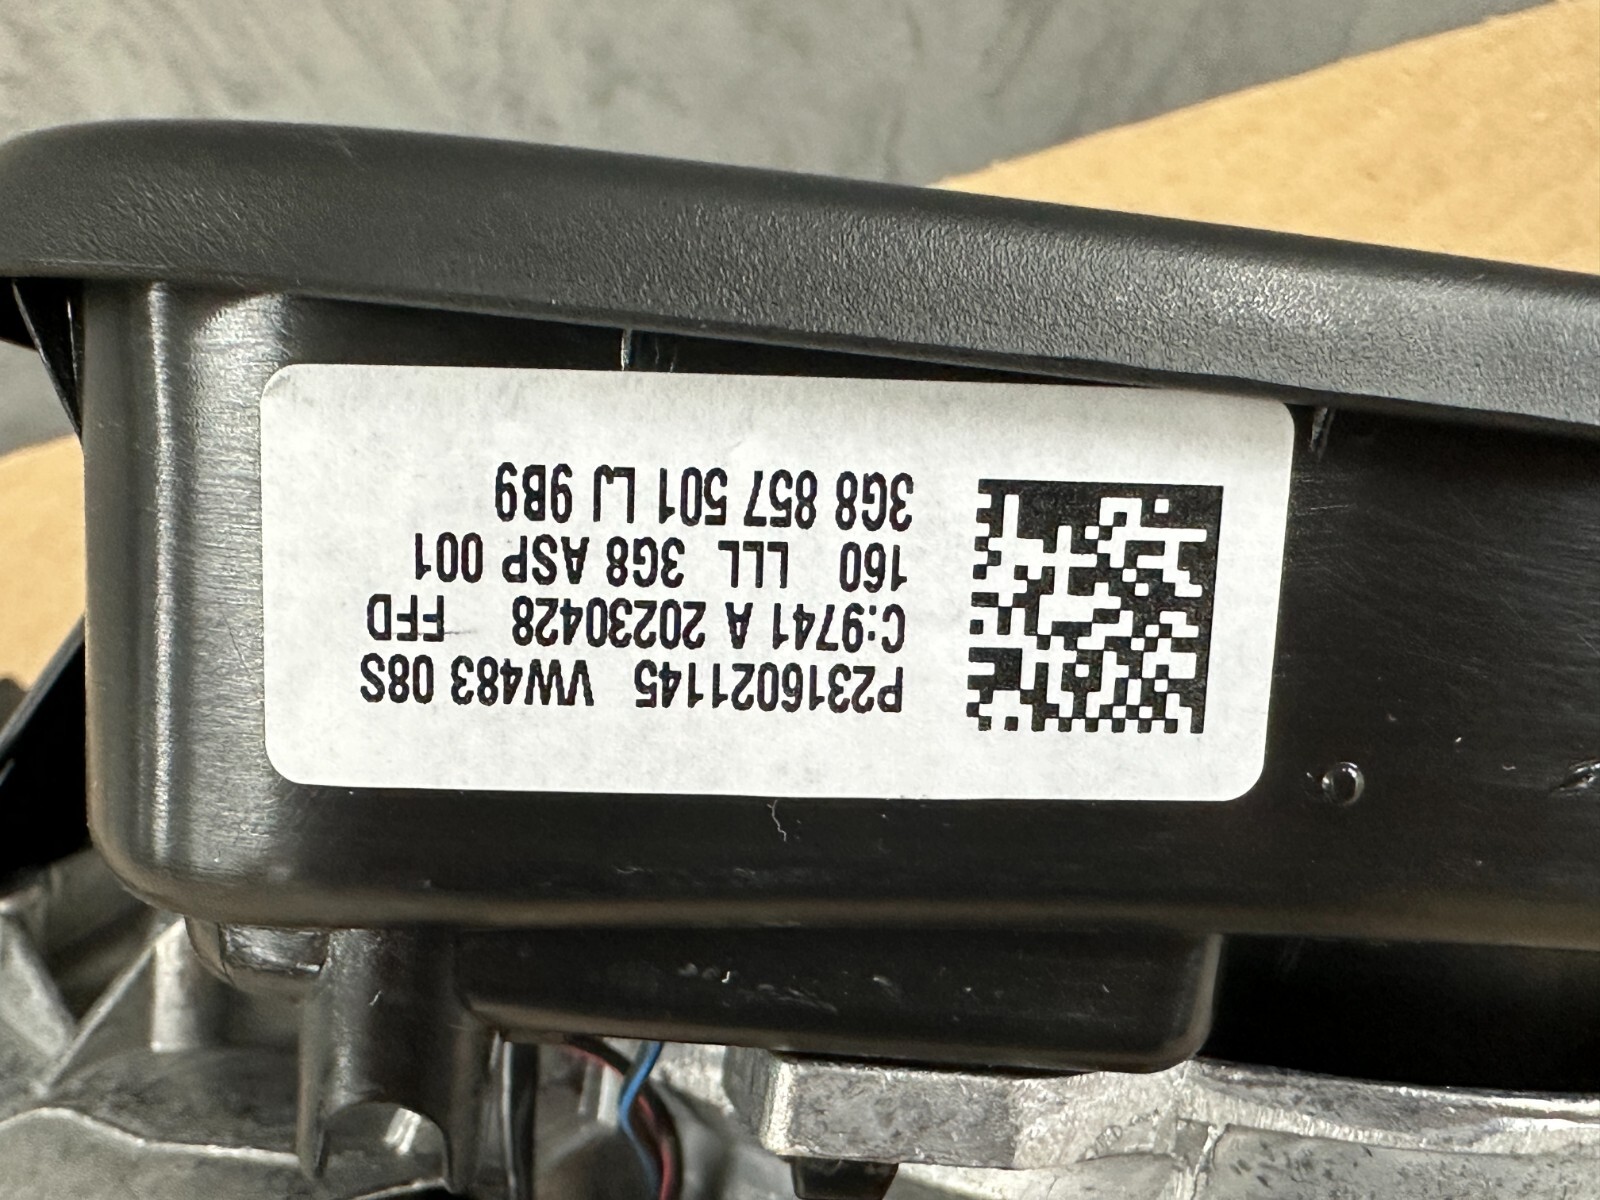 P2316021145 VW483 08S
C:9741 A 20230428 FFD
160 LLL 3G8 ASP 001
3G8 857 501 LJ 9B9